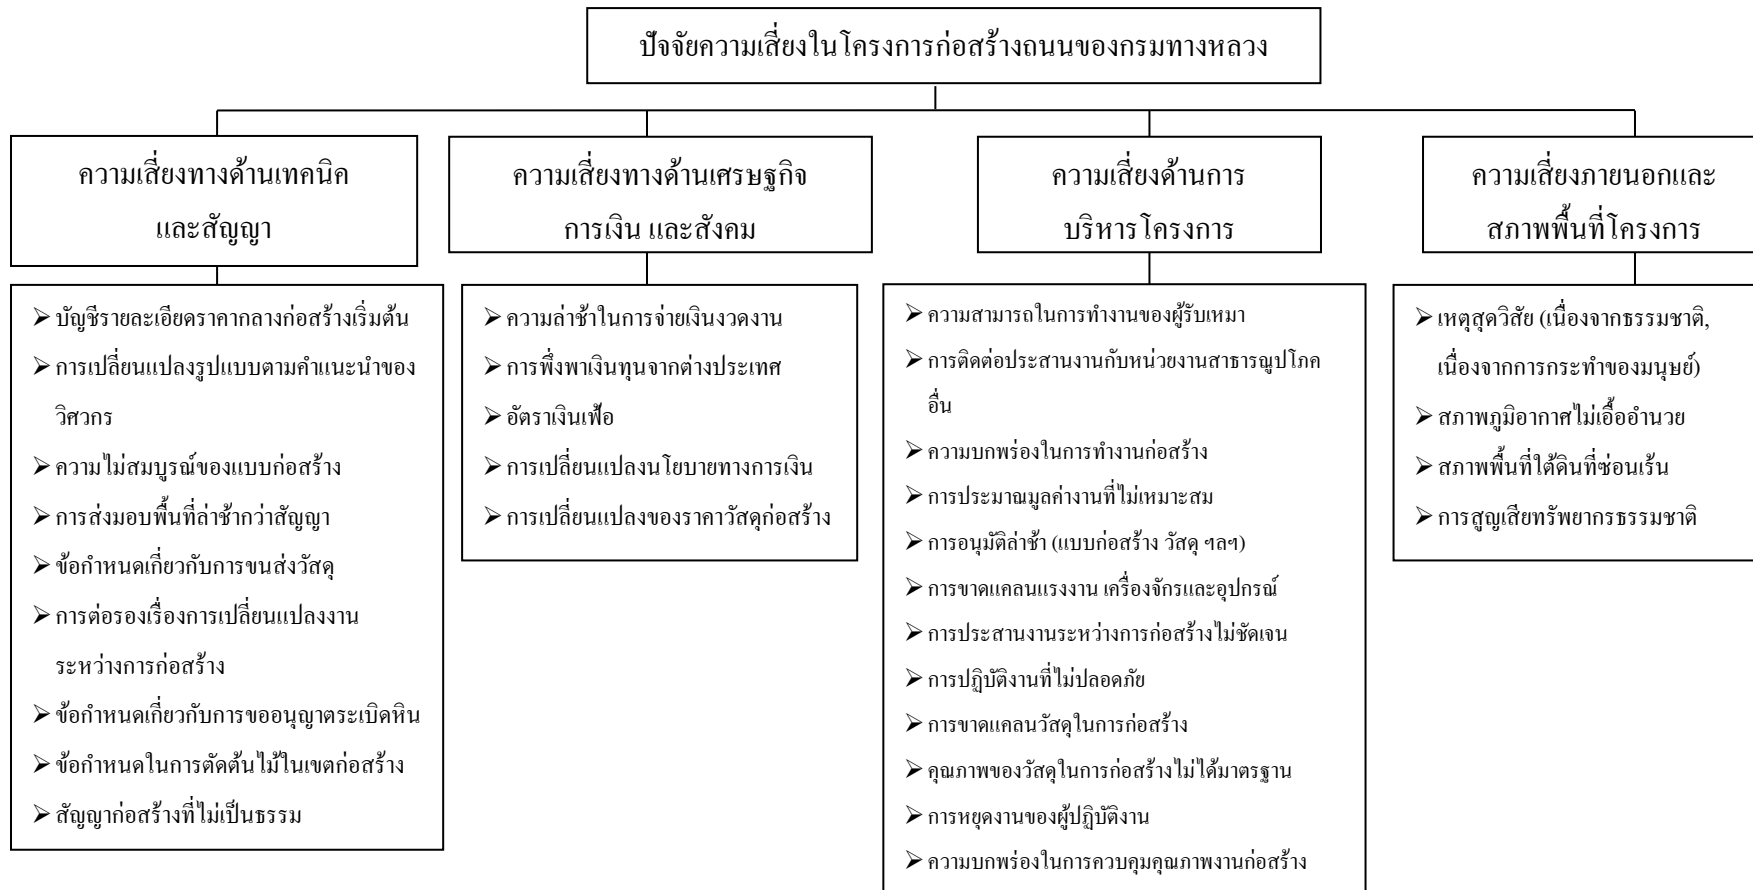 ปัจจัยความเสี่ยงในโครงการก่อสร้างถนนของกรมทางหลวง
ความเสี่ยงทางด้านเทคนิค
และสัญญา
➢ บัญชีรายละเอียดราคากลางก่อสร้างเริ่มต้น
➢ การเปลี่ยนแปลงรูปแบบตามคำแนะนำของ
วิศวกร
➢ ความไม่สมบูรณ์ของแบบก่อสร้าง
➢ การส่งมอบพื้นที่ล่าช้ากว่าสัญญา
➢ ข้อกำหนดเกี่ยวกับการขนส่งวัสดุ
➢ การต่อรองเรื่องการเปลี่ยนแปลงงาน
ระหว่างการก่อสร้าง
➢ ข้อกำหนดเกี่ยวกับการขออนุญาตระเบิดหิน
➢ ข้อกำหนดในการตัดต้นไม้ในเขตก่อสร้าง
➢ สัญญาก่อสร้างที่ไม่เป็นธรรม
ความเสี่ยงทางด้านเศรษฐกิจ
การเงิน และสังคม
➢ ความล่าช้าในการจ่ายเงินงวดงาน
➢ การพึ่งพาเงินทุนจากต่างประเทศ
➢ อัตราเงินเฟ้อ
➢ การเปลี่ยนแปลงนโยบายทางการเงิน
➢ การเปลี่ยนแปลงของราคาวัสดุก่อสร้าง
ความเสี่ยงด้านการ
บริหารโครงการ
➢ ความสามารถในการทำงานของผู้รับเหมา
➢ การติดต่อประสานงานกับหน่วยงานสาธารณูปโภค
อื่น
➢ ความบกพร่องในการทำงานก่อสร้าง
➢ การประมาณมูลค่างานที่ไม่เหมาะสม
➢ การอนุมัติล่าช้า (แบบก่อสร้าง วัสดุ ฯลฯ)
➢ การขาดแคลนแรงงาน เครื่องจักรและอุปกรณ์
➢ การประสานงานระหว่างการก่อสร้างไม่ชัดเจน
➢ การปฏิบัติงานที่ไม่ปลอดภัย
➢ การขาดแคลนวัสดุในการก่อสร้าง
➢ คุณภาพของวัสดุในการก่อสร้างไม่ได้มาตรฐาน
➢ การหยุดงานของผู้ปฏิบัติงาน
➢ ความบกพร่องในการควบคุมคุณภาพงานก่อสร้าง
ความเสี่ยงภายนอกและ
สภาพพื้นที่โครงการ
➢ เหตุสุดวิสัย (เนื่องจากธรรมชาติ,
เนื่องจากการกระทำของมนุษย์)
➢ สภาพภูมิอากาศไม่เอื้ออำนวย
➢ สภาพพื้นที่ใต้ดินที่ซ่อนเร้น
➢ การสูญเสียทรัพยากรธรรมชาติ